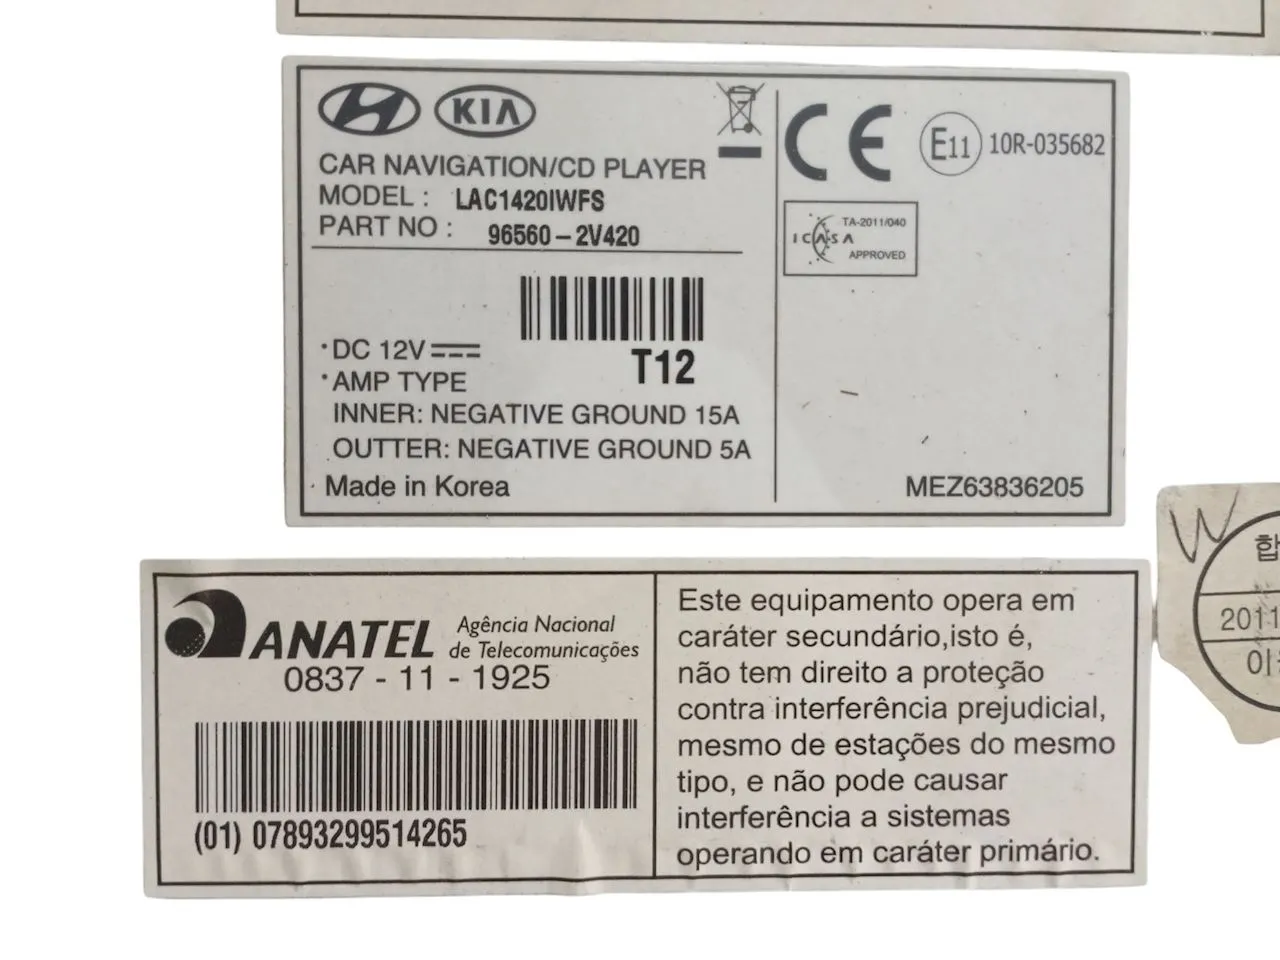 KIA
CAR NAVIGATION/CD PLAYER
MODEL : LAC1420IWFS
PART NO : 96560-2V420
DC 12V
T12
AMP TYPE
INNER: NEGATIVE GROUND 15A
OUTTER: NEGATIVE GROUND 5A
Made in Korea
CE E11 10R-035682
TA-2011/040
ICASA
APPROVED
MEZ63836205
W
합
2011
ANATEL Agência Nacional
de Telecomunicações
0837 - 11 - 1925
(01) 07893299514265
Este equipamento opera em
caráter secundário,isto é,
não tem direito a proteção
contra interferência prejudicial,
mesmo de estações do mesmo
tipo, e não pode causar
interferência a sistemas
operando em caráter primário.